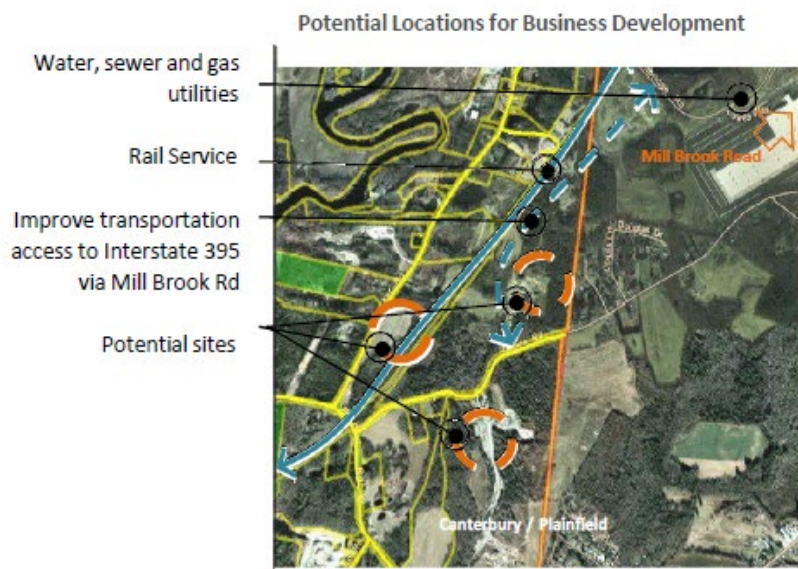 Potential Locations for Business Development
Water, sewer and gas
utilities
Rail Service
Mill Brook Road
Improve transportation
access to Interstate 395
via Mill Brook Rd
Potential sites
Canterbury / Plainfield